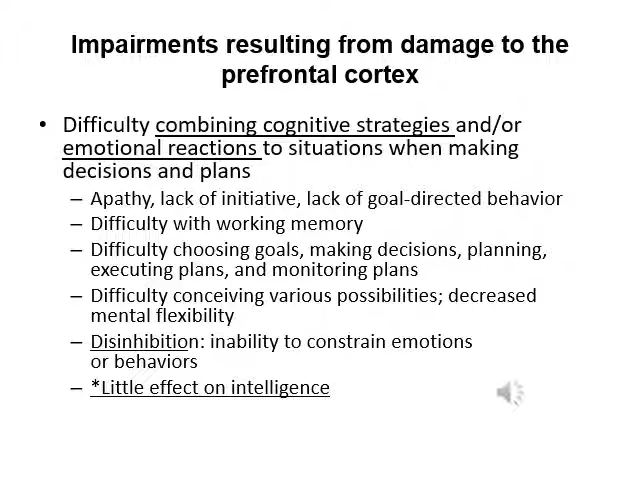 Impairments resulting from damage to the
prefrontal cortex
• Difficulty combining cognitive strategies and/or
emotional reactions to situations when making
decisions and plans
– Apathy, lack of initiative, lack of goal-directed behavior
– Difficulty with working memory
– Difficulty choosing goals, making decisions, planning,
executing plans, and monitoring plans
– Difficulty conceiving various possibilities; decreased
mental flexibility
– Disinhibition: inability to constrain emotions
or behaviors
– *Little effect on intelligence